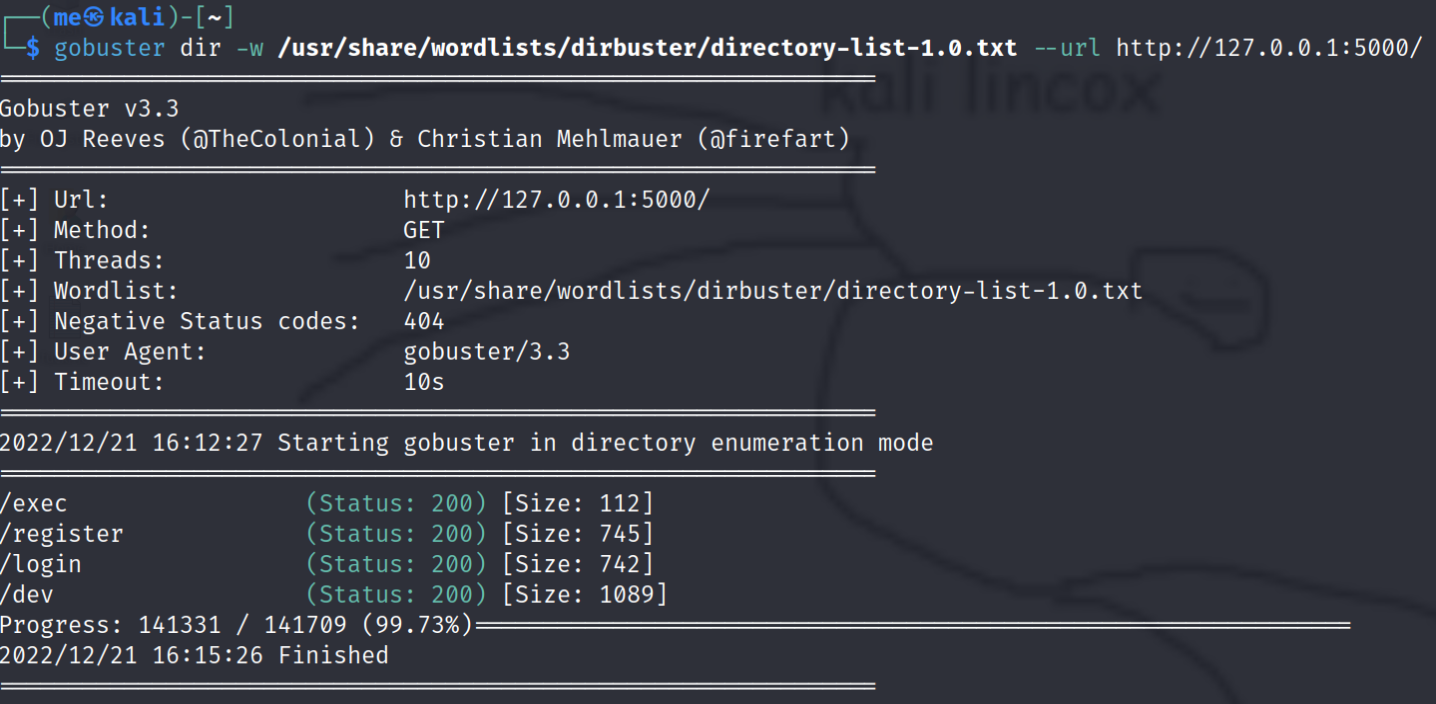 ┌──(me㉿kali)-[~]
└─$ gobuster dir -w /usr/share/wordlists/dirbuster/directory-list-1.0.txt --url http://127.0.0.1:5000/
kali lincox
===============================================================
Gobuster v3.3
by OJ Reeves (@TheColonial) & Christian Mehlmauer (@firefart)
===============================================================
[+] Url: http://127.0.0.1:5000/
[+] Method: GET
[+] Threads: 10
[+] Wordlist: /usr/share/wordlists/dirbuster/directory-list-1.0.txt
[+] Negative Status codes: 404
[+] User Agent: gobuster/3.3
[+] Timeout: 10s
===============================================================
2022/12/21 16:12:27 Starting gobuster in directory enumeration mode
===============================================================
/exec (Status: 200) [Size: 112]
/register (Status: 200) [Size: 745]
/login (Status: 200) [Size: 742]
/dev (Status: 200) [Size: 1089]
Progress: 141331 / 141709 (99.73%)===============================================================
2022/12/21 16:15:26 Finished
===============================================================